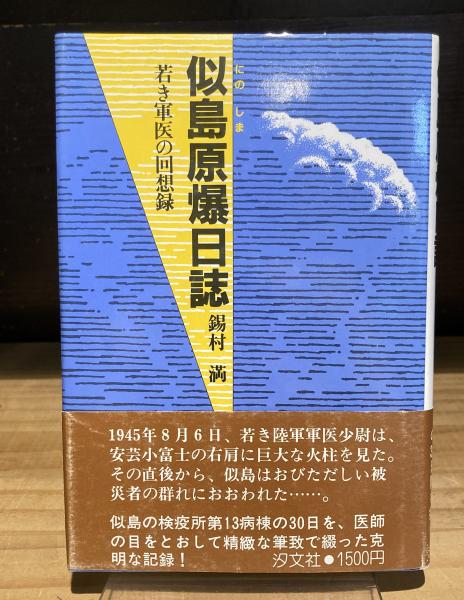 似島原爆日誌
にのしま
若き軍医の回想録
錫村 満
1945年8月6日、若き陸軍軍医少尉は、
安芸小富士の右肩に巨大な火柱を見た。
その直後から、似島はおびただしい被
災者の群れにおおわれた……。
似島の検疫所第13病棟の30日を、医師
の目をとおして精緻な筆致で綴った克
明な記録！
汐文社●1500円